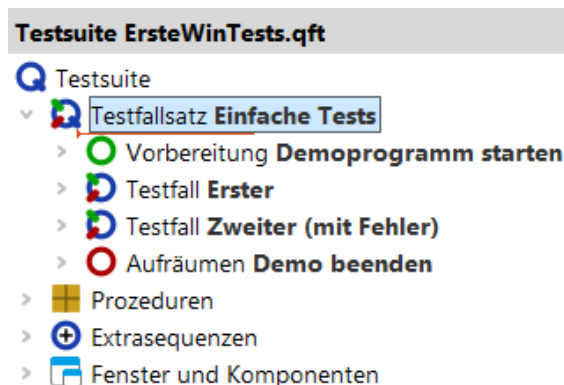 Testsuite ErsteWinTests.qft
Testsuite
Testfallsatz Einfache Tests
Vorbereitung Demoprogramm starten
Testfall Erster
Testfall Zweiter (mit Fehler)
Aufräumen Demo beenden
Prozeduren
Extrasequenzen
Fenster und Komponenten